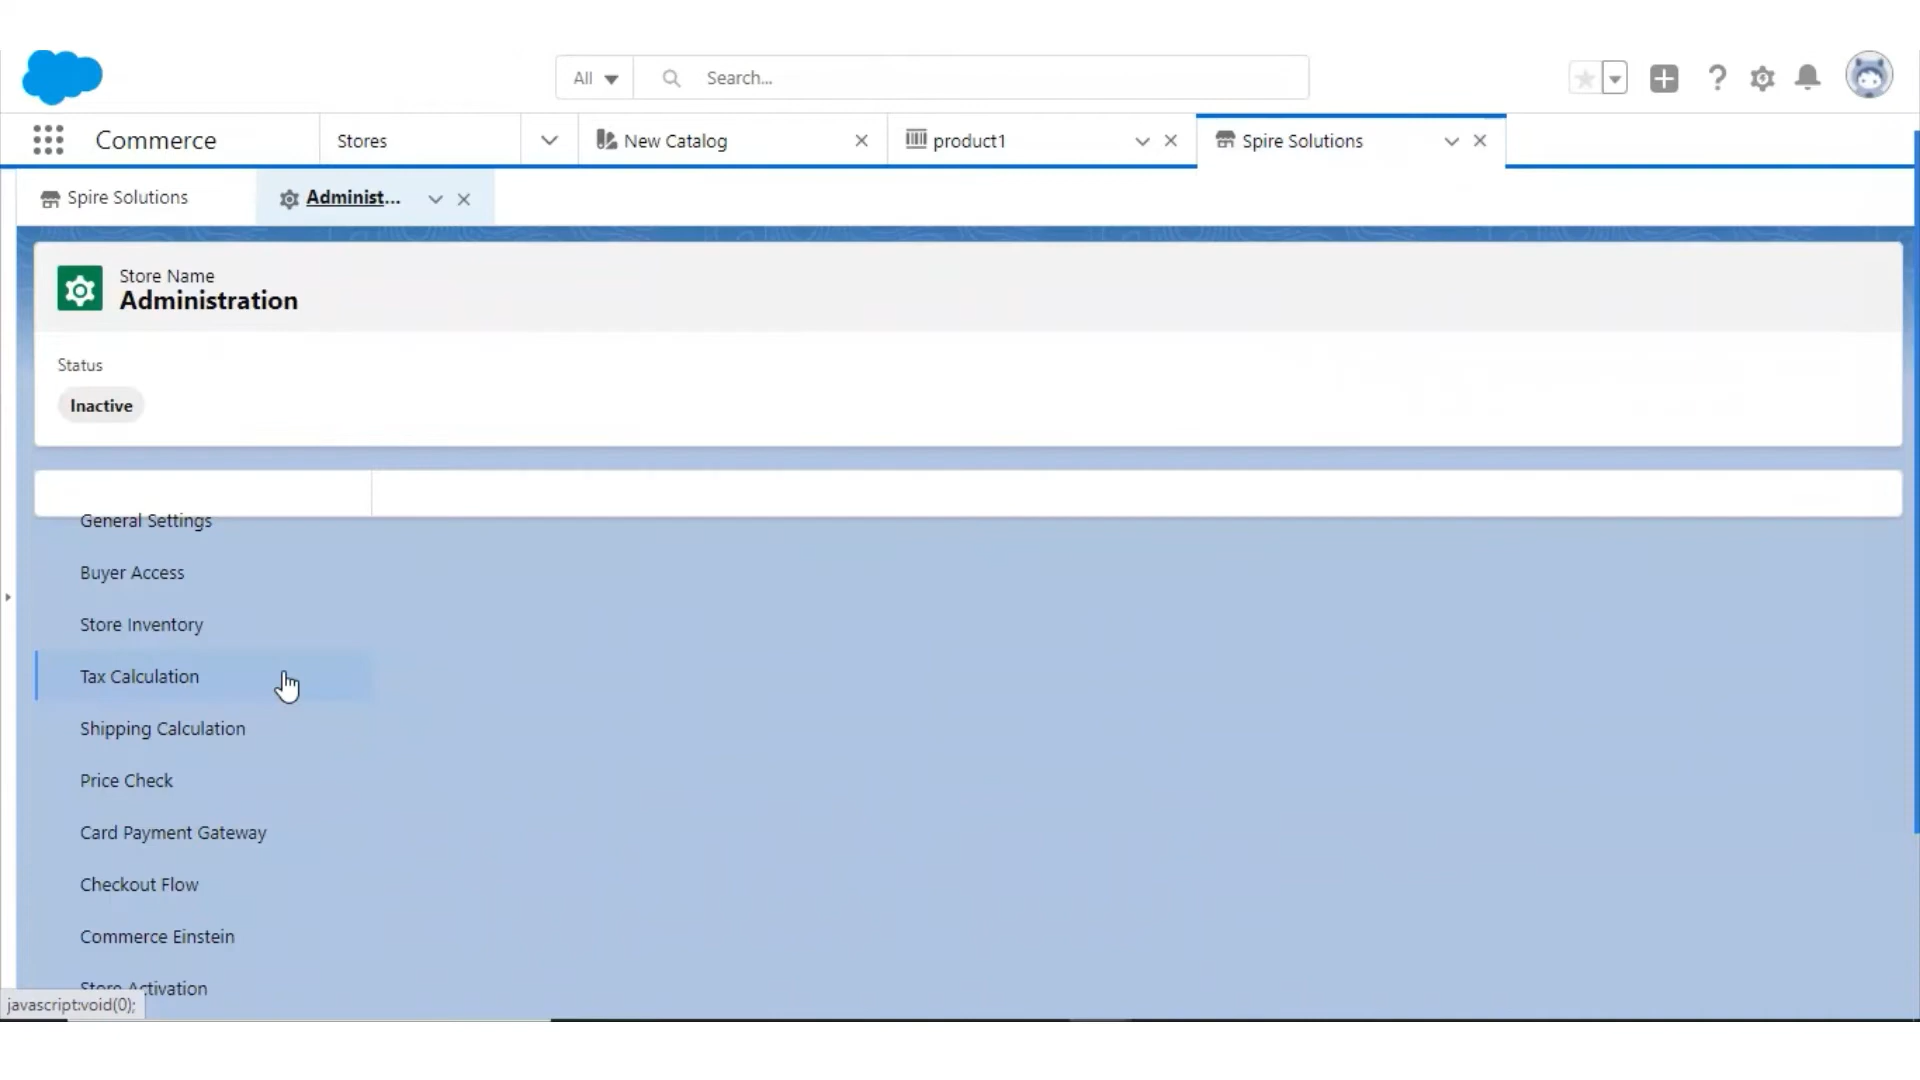 All
Search...
Commerce
Stores
New Catalog
product1
Spire Solutions
Spire Solutions
Administ...
Store Name
Administration
Status
Inactive
General Settings
Buyer Access
Store Inventory
Tax Calculation
Shipping Calculation
Price Check
Card Payment Gateway
Checkout Flow
Commerce Einstein
Store Activation
javascript:void(0);